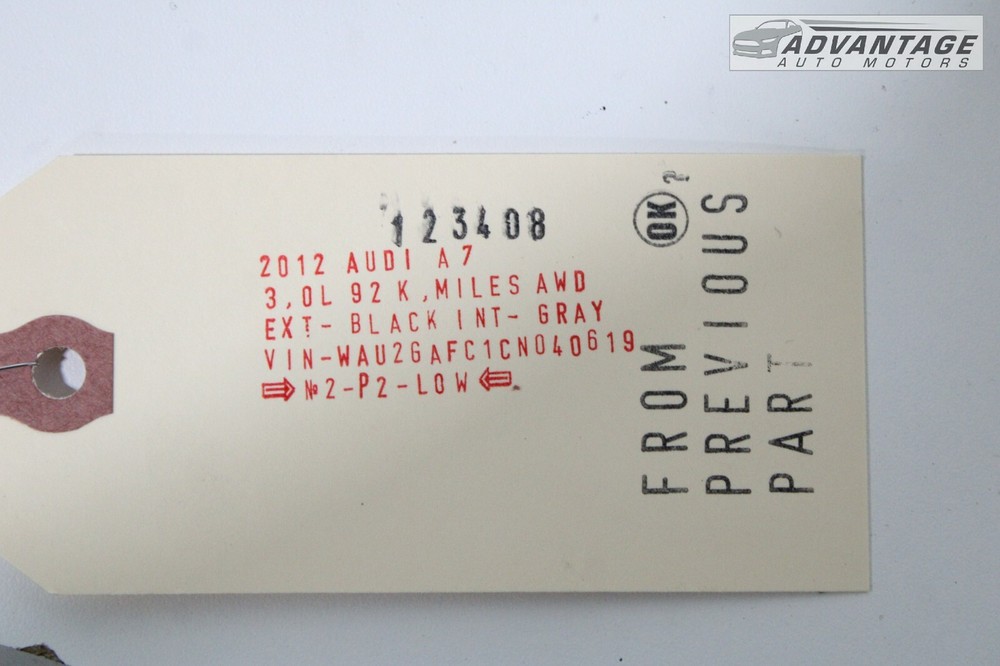 ADVANTAGE
AUTO MOTORS
123408
2012 AUDI A7
3,0L 92 K,MILES AWD
EXT- BLACK INT- GRAY
VIN-WAU2GAFC1CN040619
⇨ №2-P2-LOW ⇦
OK ?
FROM
PREVIOUS
PART